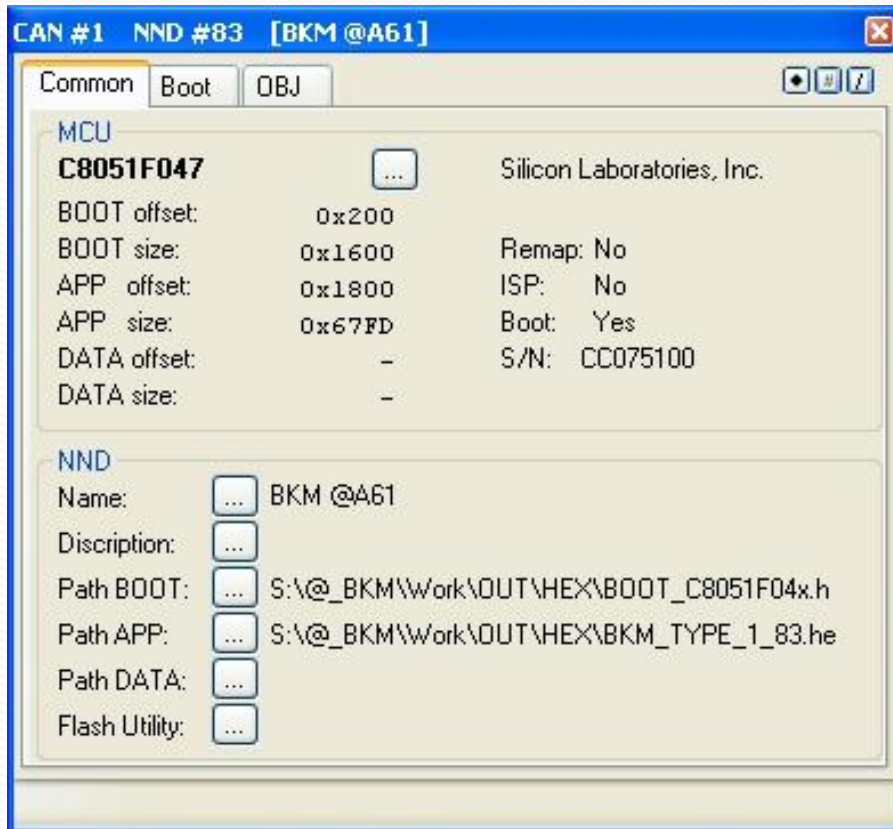 CAN #1 NND #83 [BKM @A61]
Common Boot OBJ
MCU
C8051F047 ... Silicon Laboratories, Inc.
BOOT offset: 0x200
BOOT size: 0x1600 Remap: No
APP offset: 0x1800 ISP: No
APP size: 0x67FD Boot: Yes
DATA offset: – S/N: CC075100
DATA size: –
NND
Name: ... BKM @A61
Discription: ...
Path BOOT: ... S:\@_BKM\Work\OUT\HEX\BOOT_C8051F04x.h
Path APP: ... S:\@_BKM\Work\OUT\HEX\BKM_TYPE_1_83.he
Path DATA: ...
Flash Utility: ...